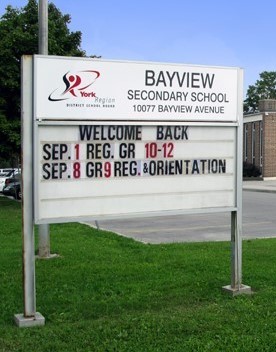 York
Region
DISTRICT SCHOOL BOARD
BAYVIEW
SECONDARY SCHOOL
10077 BAYVIEW AVENUE
WELCOME BACK
SEP. 1 REG. GR 10-12
SEP. 8 GR9 REG. & ORIENTATION